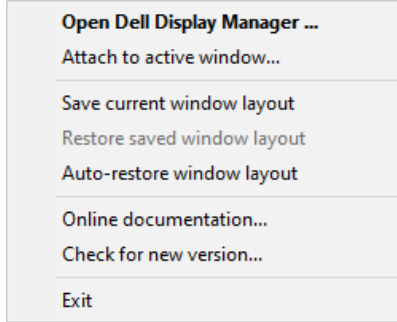 Open Dell Display Manager ...
Attach to active window...
Save current window layout
Restore saved window layout
Auto-restore window layout
Online documentation...
Check for new version...
Exit